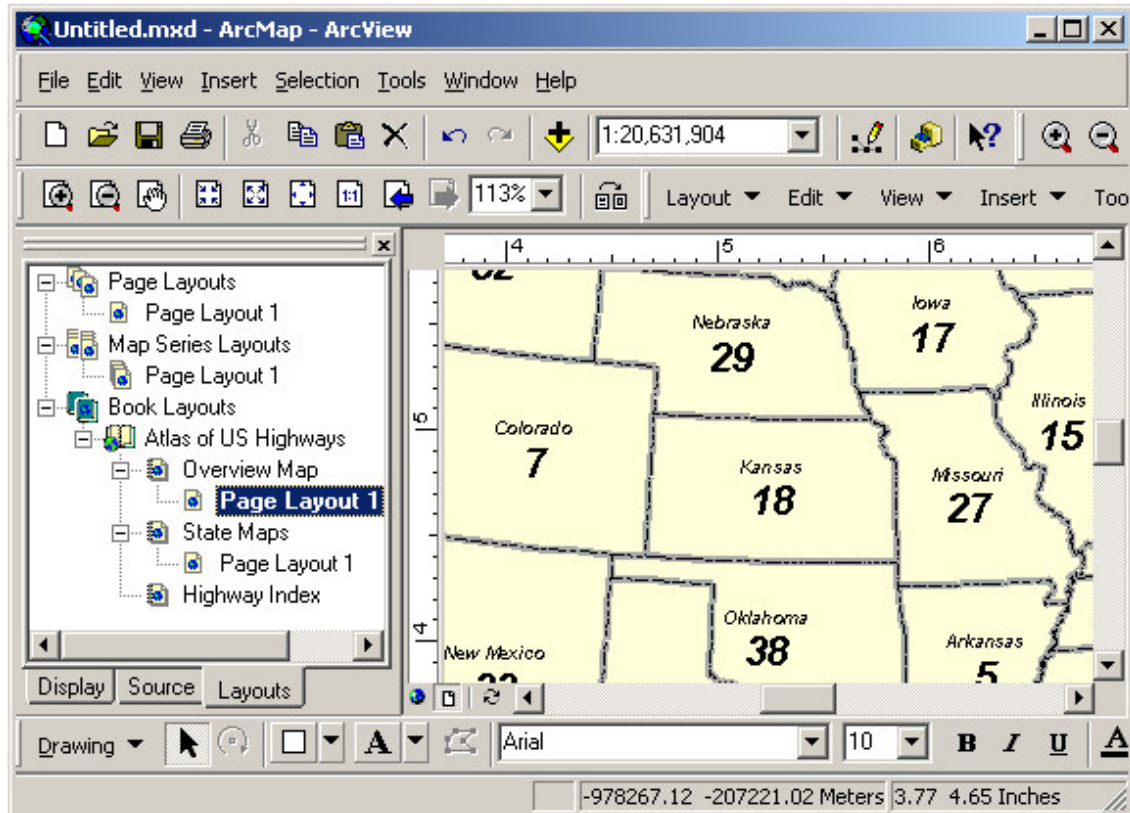 Untitled.mxd - ArcMap - ArcView
File Edit View Insert Selection Tools Window Help
1:20,631,904
1:1 113% Layout Edit View Insert Too
Page Layouts
Page Layout 1
Map Series Layouts
Page Layout 1
Book Layouts
Atlas of US Highways
Overview Map
Page Layout 1
State Maps
Page Layout 1
Highway Index
Display Source Layouts
4 5 6
5
4
Nebraska
29
Iowa
17
Illinois
15
Colorado
7
Kansas
18
Missouri
27
Oklahoma
38
New Mexico
Arkansas
5
Drawing A Arial 10 B I U A
-978267.12 -207221.02 Meters 3.77 4.65 Inches